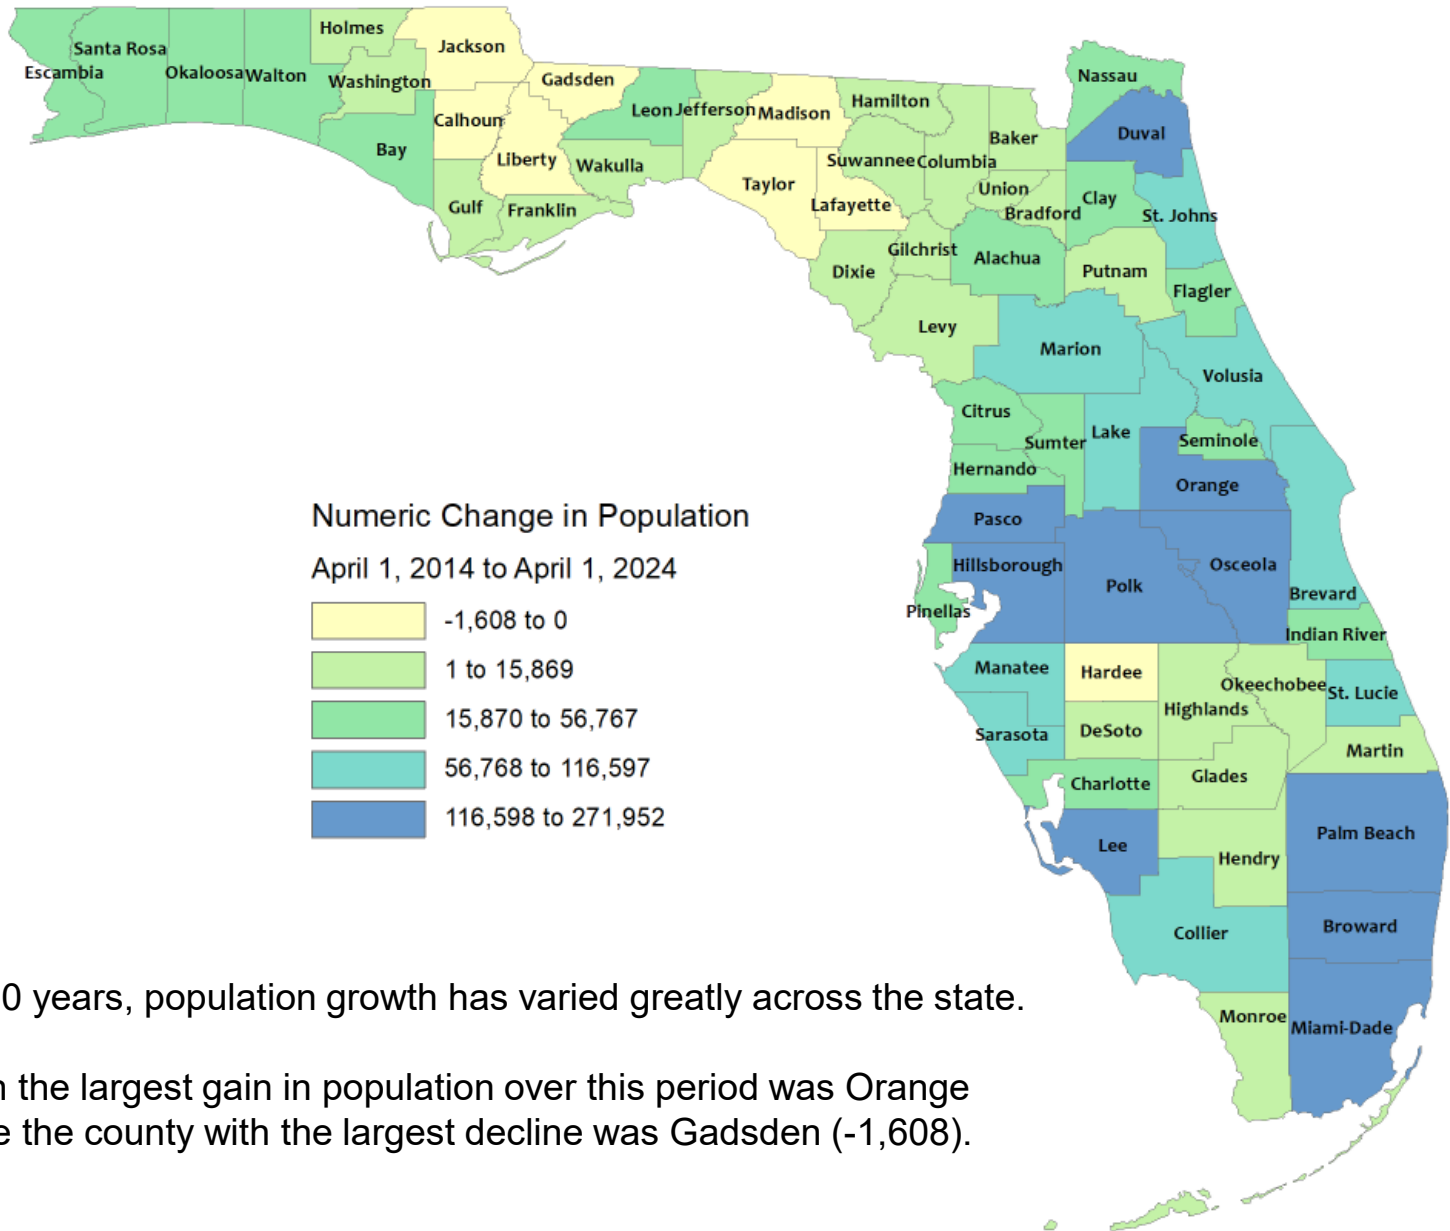 Holmes
Jackson
Santa Rosa
Escambia
Okaloosa
Walton
Washington
Gadsden
Nassau
Leon
Jefferson
Madison
Hamilton
Calhoun
Baker
Duval
Bay
Liberty
Wakulla
Suwannee
Columbia
Taylor
Lafayette
Union
Bradford
Clay
St. Johns
Gulf
Franklin
Gilchrist
Alachua
Dixie
Putnam
Flagler
Levy
Marion
Volusia
Citrus
Sumter
Lake
Seminole
Hernando
Orange
Pasco
Hillsborough
Polk
Osceola
Brevard
Pinellas
Indian River
Manatee
Hardee
Okeechobee
St. Lucie
Highlands
Sarasota
DeSoto
Martin
Charlotte
Glades
Lee
Hendry
Palm Beach
Collier
Broward
Monroe
Miami-Dade
Numeric Change in Population
April 1, 2014 to April 1, 2024
-1,608 to 0
1 to 15,869
15,870 to 56,767
56,768 to 116,597
116,598 to 271,952
0 years, population growth has varied greatly across the state.
the largest gain in population over this period was Orange
the county with the largest decline was Gadsden (-1,608).